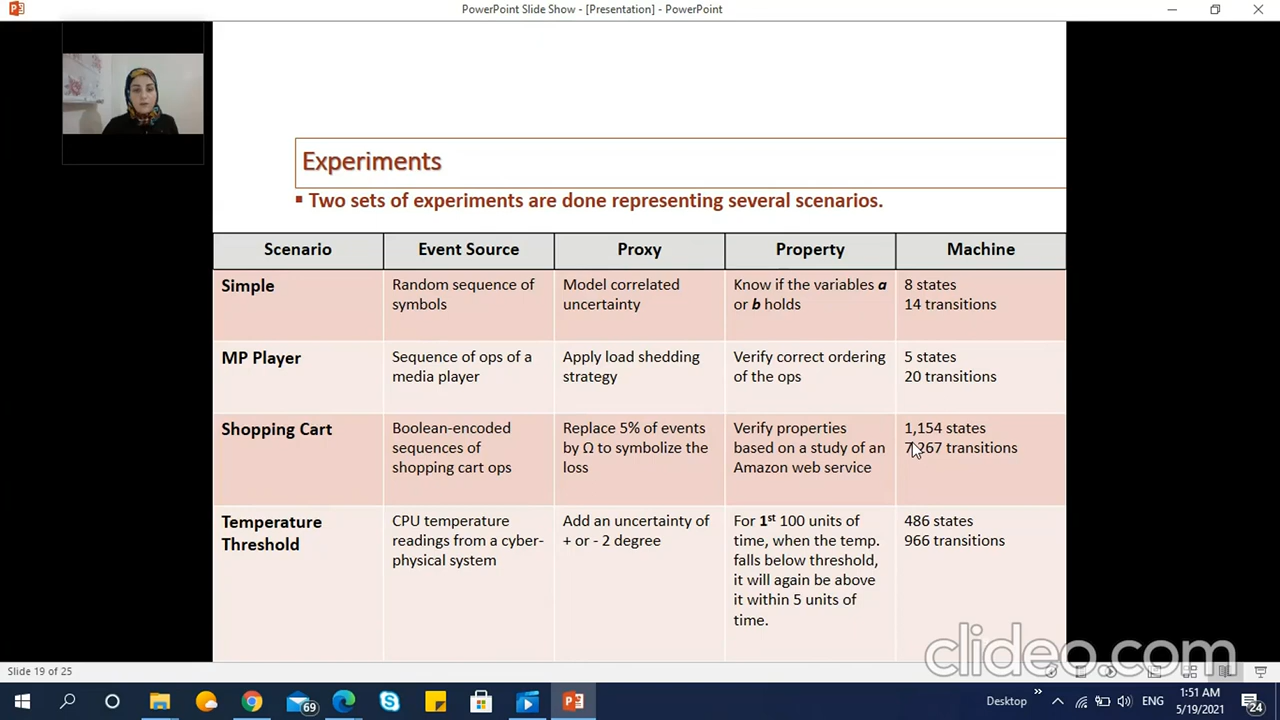 PowerPoint Slide Show - [Presentation] - PowerPoint
Experiments
▪ Two sets of experiments are done representing several scenarios.
Scenario Event Source Proxy Property Machine
Simple
Random sequence of
symbols
Model correlated
uncertainty
Know if the variables a
or b holds
8 states
14 transitions
MP Player
Sequence of ops of a
media player
Apply load shedding
strategy
Verify correct ordering
of the ops
5 states
20 transitions
Shopping Cart
Boolean-encoded
sequences of
shopping cart ops
Replace 5% of events
by Ω to symbolize the
loss
Verify properties
based on a study of an
Amazon web service
1,154 states
7,267 transitions
Temperature
Threshold
CPU temperature
readings from a cyber-
physical system
Add an uncertainty of
+ or - 2 degree
For 1st 100 units of
time, when the temp.
falls below threshold,
it will again be above
it within 5 units of
time.
486 states
966 transitions
clideo.com
Slide 19 of 25
69
Desktop
ENG
1:51 AM
5/19/2021
24